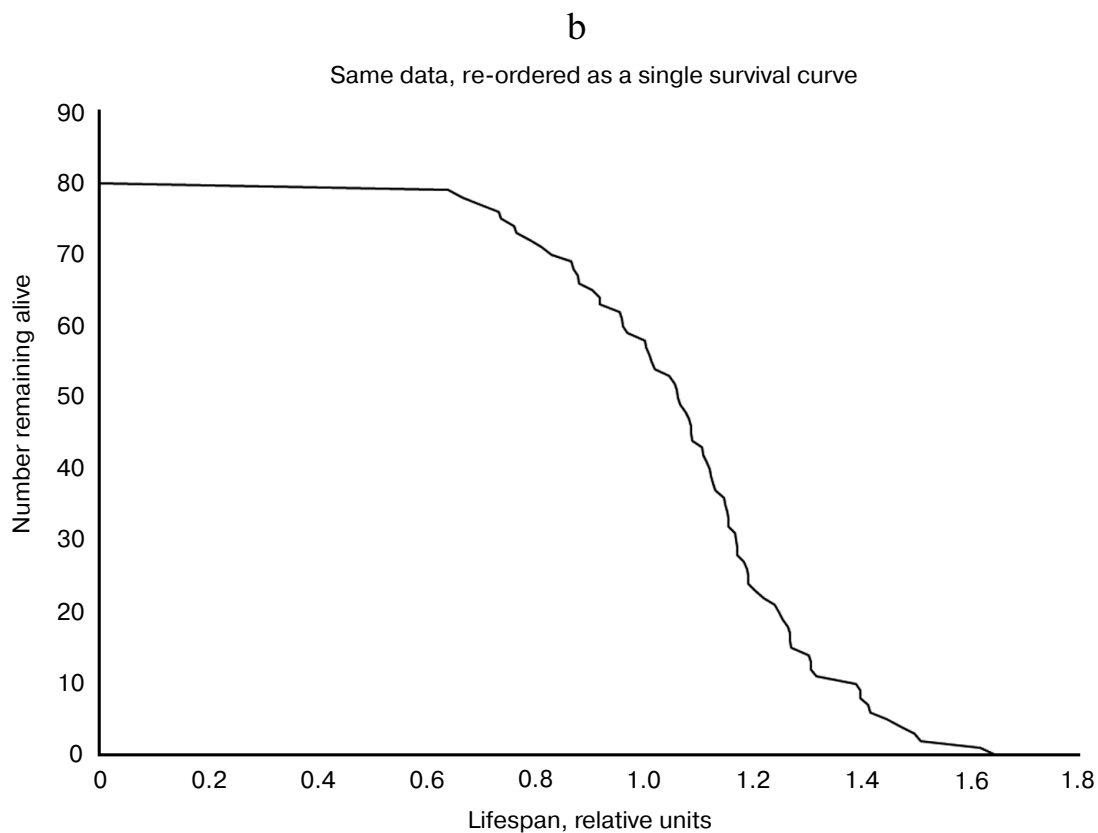 b
Same data, re-ordered as a single survival curve
90
80
70
60
50
40
30
20
10
0
Number remaining alive
0 0.2 0.4 0.6 0.8 1.0 1.2 1.4 1.6 1.8
Lifespan, relative units